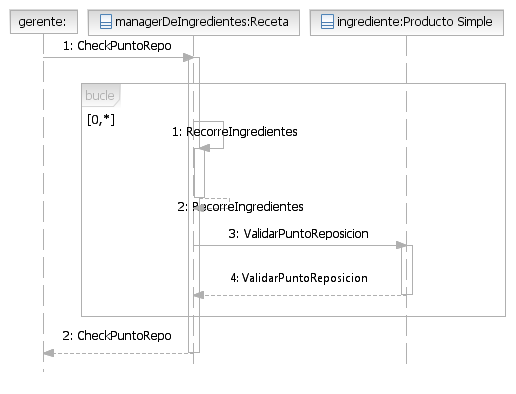 gerente:
managerDeIngredientes:Receta
ingrediente:Producto Simple
1: CheckPuntoRepo
bucle
[0,*]
1: RecorreIngredientes
2: RecorreIngredientes
3: ValidarPuntoReposicion
4: ValidarPuntoReposicion
2: CheckPuntoRepo